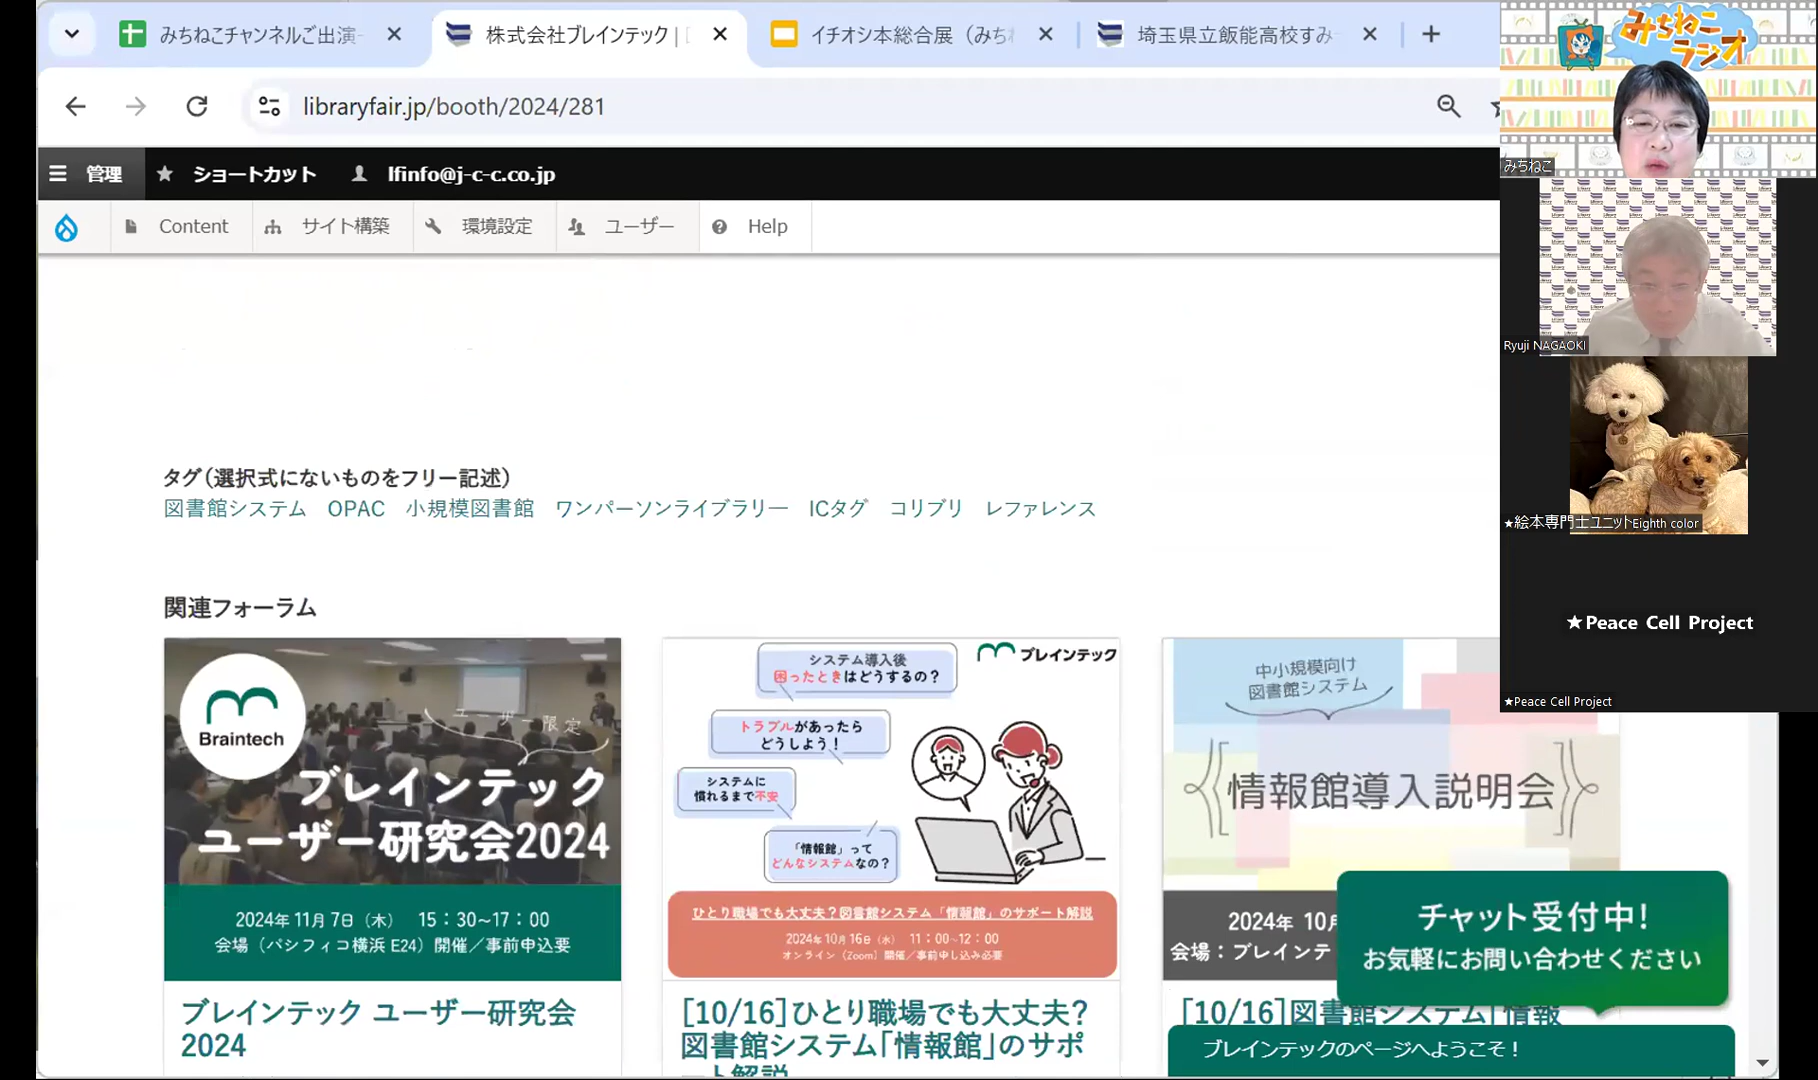 みちねこチャンネルご出演
株式会社ブレインテック |
イチオシ本総合展（みちね
埼玉県立飯能高校すみ
libraryfair.jp/booth/2024/281
管理
ショートカット
lfinfo@j-c-c.co.jp
Content
サイト構築
環境設定
ユーザー
Help
みちねこラジオ
みちねこ
Ryuji NAGAOKI
★絵本専門士ユニットEighth color
★Peace Cell Project
★Peace Cell Project
タグ（選択式にないものをフリー記述）
図書館システム OPAC 小規模図書館 ワンパーソンライブラリー ICタグ コリブリ レファレンス
関連フォーラム
Braintech
ユーザー限定
ブレインテック
ユーザー研究会2024
2024年 11月 7日（木） 15：30~17：00
会場（パシフィコ横浜 E24）開催／事前申込要
ブレインテック ユーザー研究会
2024
ブレインテック
システム導入後
困ったときはどうするの？
トラブルがあったら
どうしよう！
システムに
慣れるまで不安
「情報館」って
どんなシステムなの？
ひとり職場でも大丈夫？図書館システム「情報館」のサポート解説
2024年 10月 16日（水） 11：00~12：00
オンライン（Zoom）開催／事前申し込み必要
［10/16］ひとり職場でも大丈夫？
図書館システム「情報館」のサポ
ート解説
中小規模向け
図書館システム
情報館導入説明会
2024年 10月
会場：ブレインテ
［10/16］図書館システム「情報
チャット受付中！
お気軽にお問い合わせください
ブレインテックのページへようこそ！